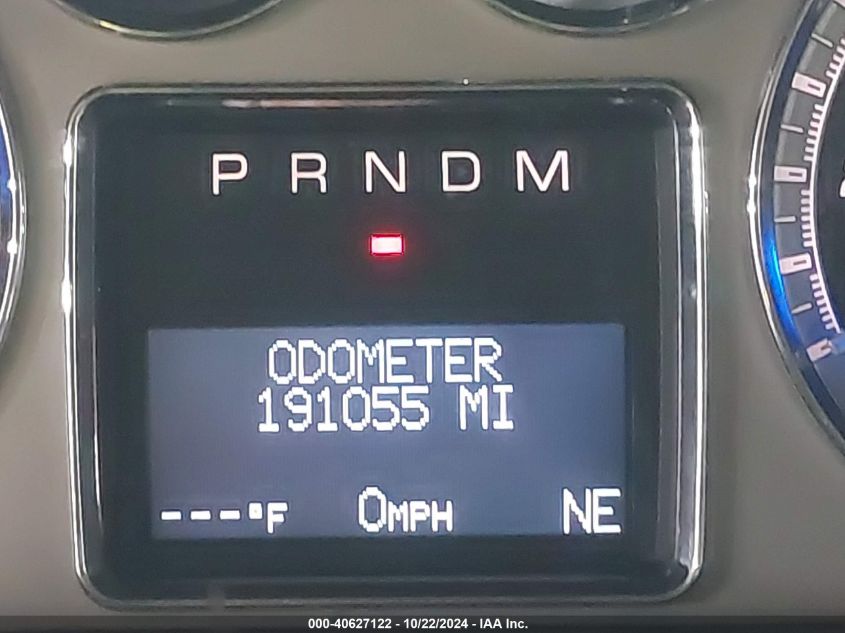 P R N D M
ODOMETER
191055 MI
---°F 0MPH NE
000-40627122 - 10/22/2024 - IAA Inc.